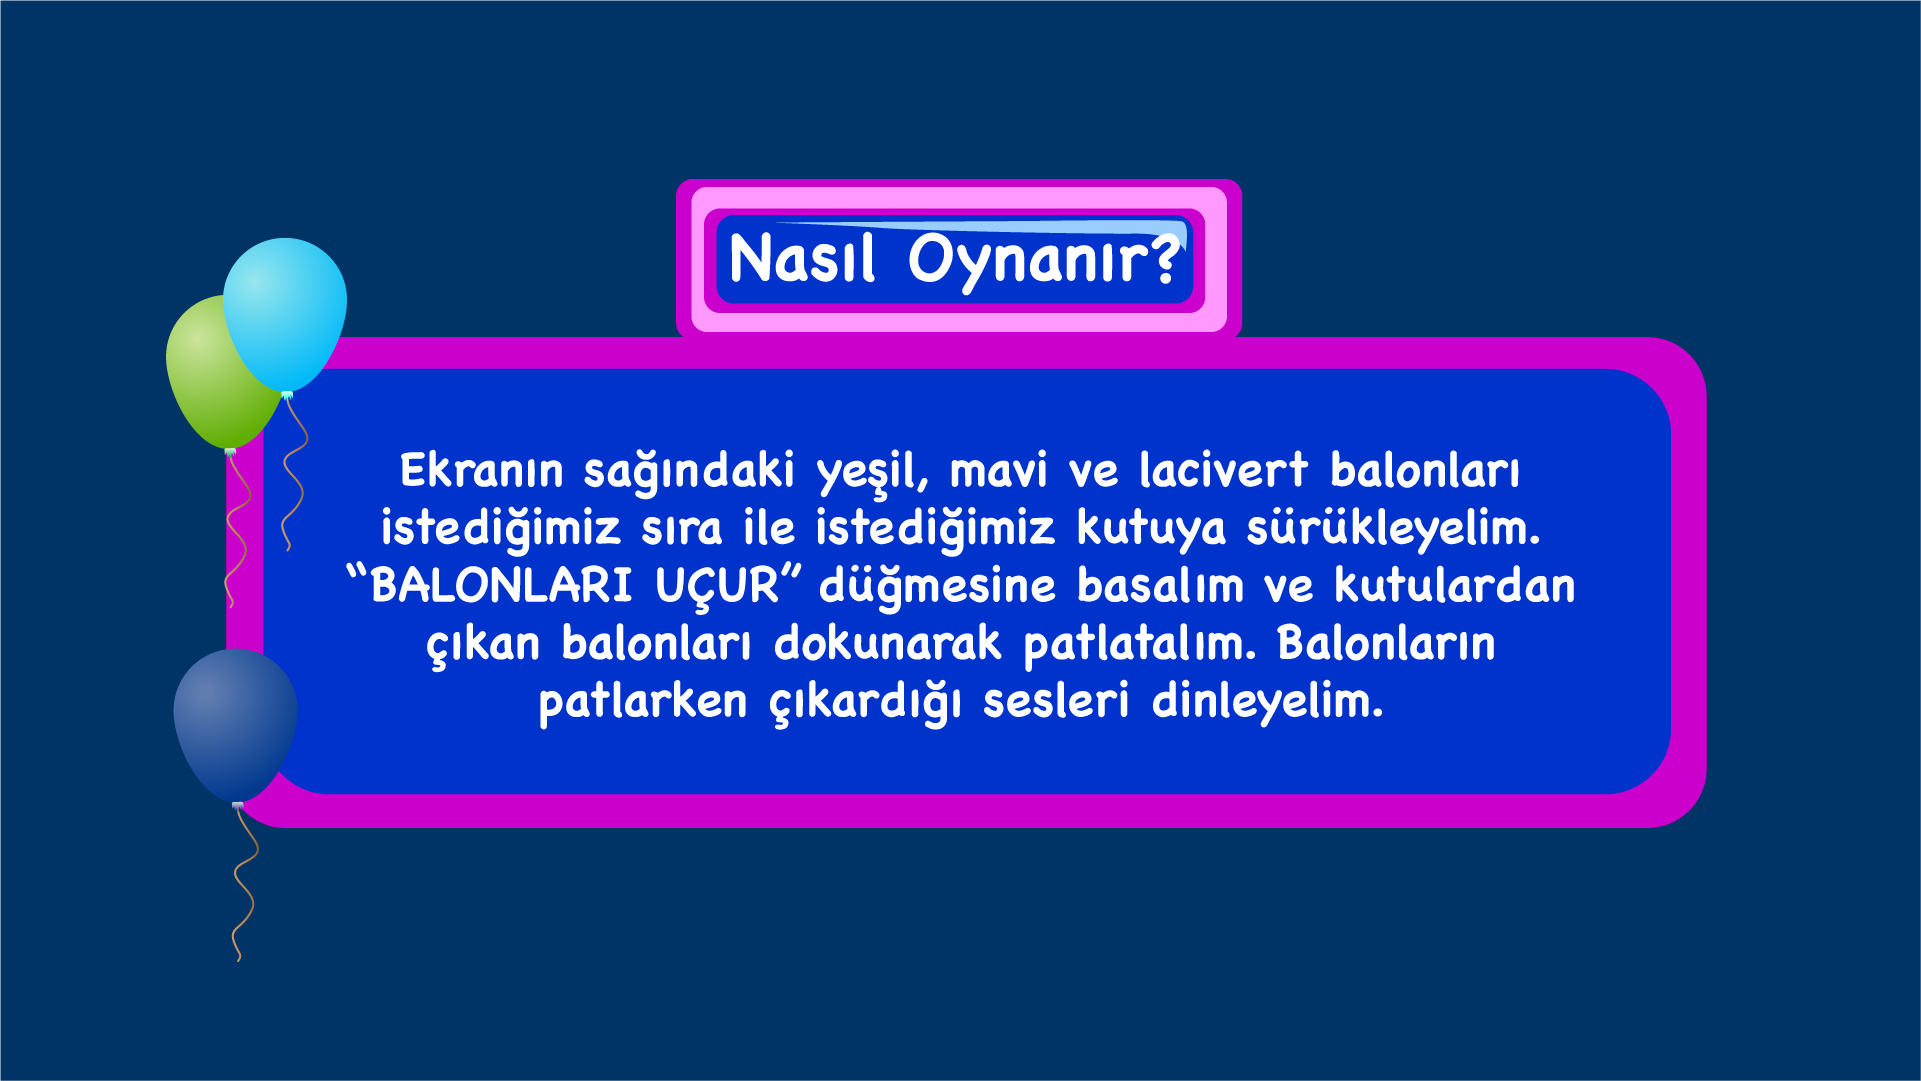 Nasıl Oynanır?
Ekranın sağındaki yeşil, mavi ve lacivert balonları
istediğimiz sıra ile istediğimiz kutuya sürükleyelim.
“BALONLARI UÇUR” düğmesine basalım ve kutulardan
çıkan balonları dokunarak patlatalım. Balonların
patlarken çıkardığı sesleri dinleyelim.